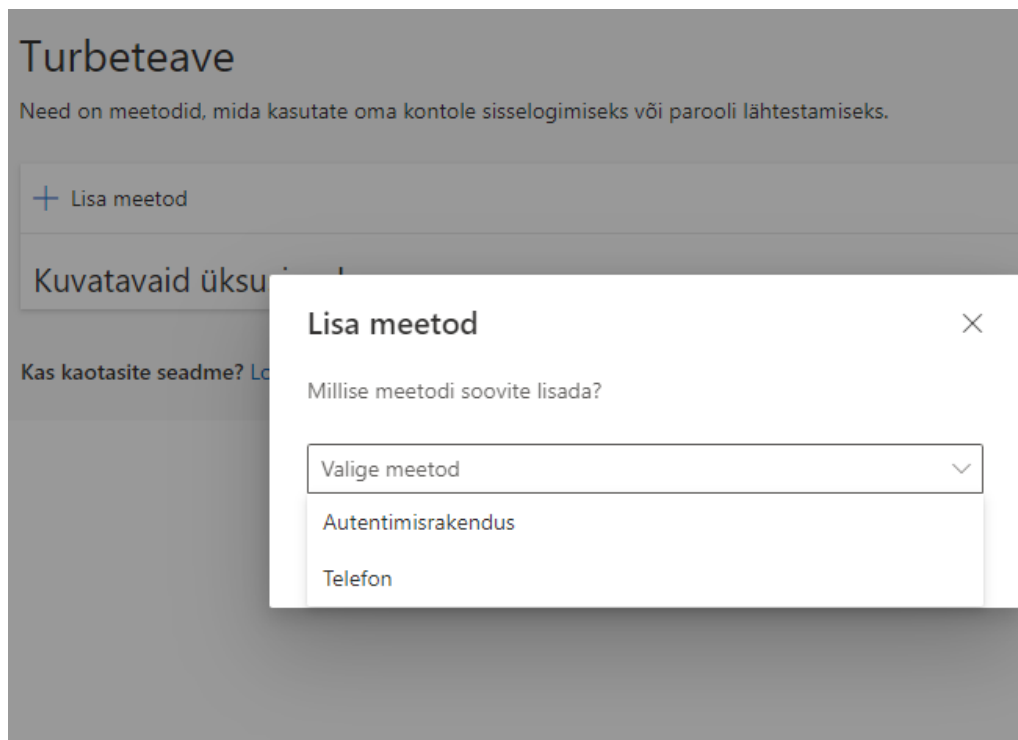 Turbeteave
Need on meetodid, mida kasutate oma kontole sisselogimiseks või parooli lähtestamiseks.
Lisa meetod
Kuvatavaid
Kas kaotasite seadme?
Lisa meetod
Millise meetodi soovite lisada?
Valige meetod
Autentimisrakendus
Telefon